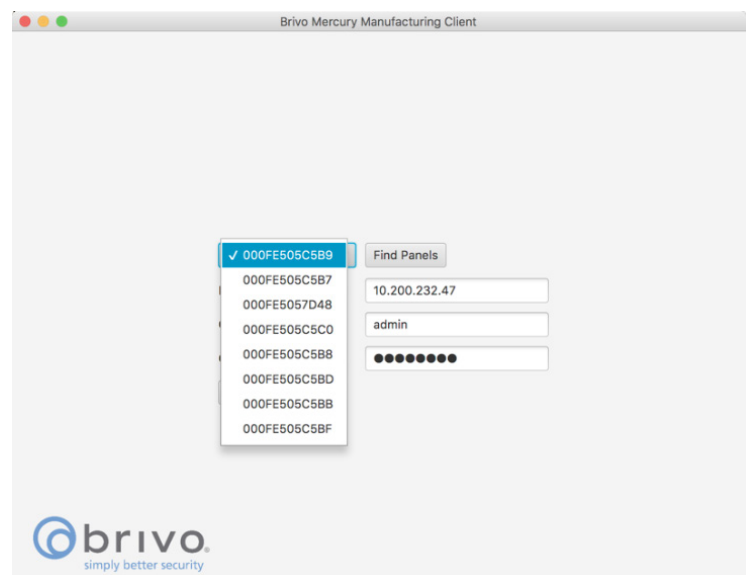 Brivo Mercury Manufacturing Client
✓ 000FE505C5B9
Find Panels
000FE505C5B7
10.200.232.47
000FE5057D48
000FE505C5C0
admin
000FE505C5B8
●●●●●●●●
000FE505C5BD
000FE505C5BB
000FE505C5BF
brivo.
simply better security